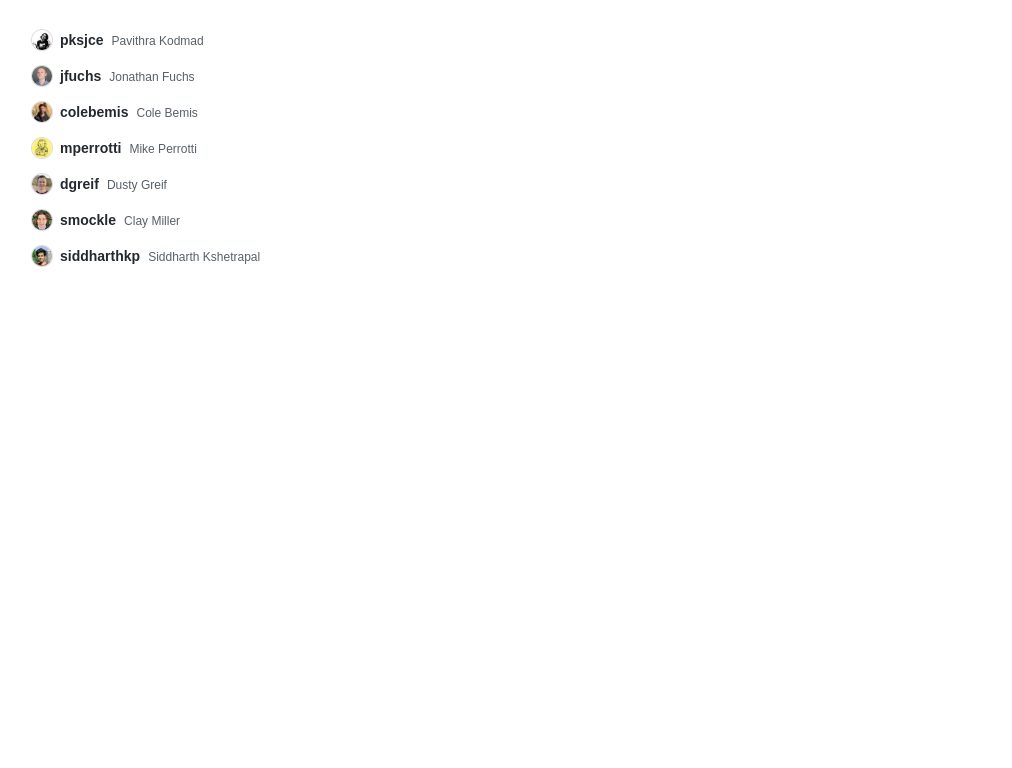 pksjce Pavithra Kodmad
jfuchs Jonathan Fuchs
colebemis Cole Bemis
mperrotti Mike Perrotti
dgreif Dusty Greif
smockle Clay Miller
siddharthkp Siddharth Kshetrapal